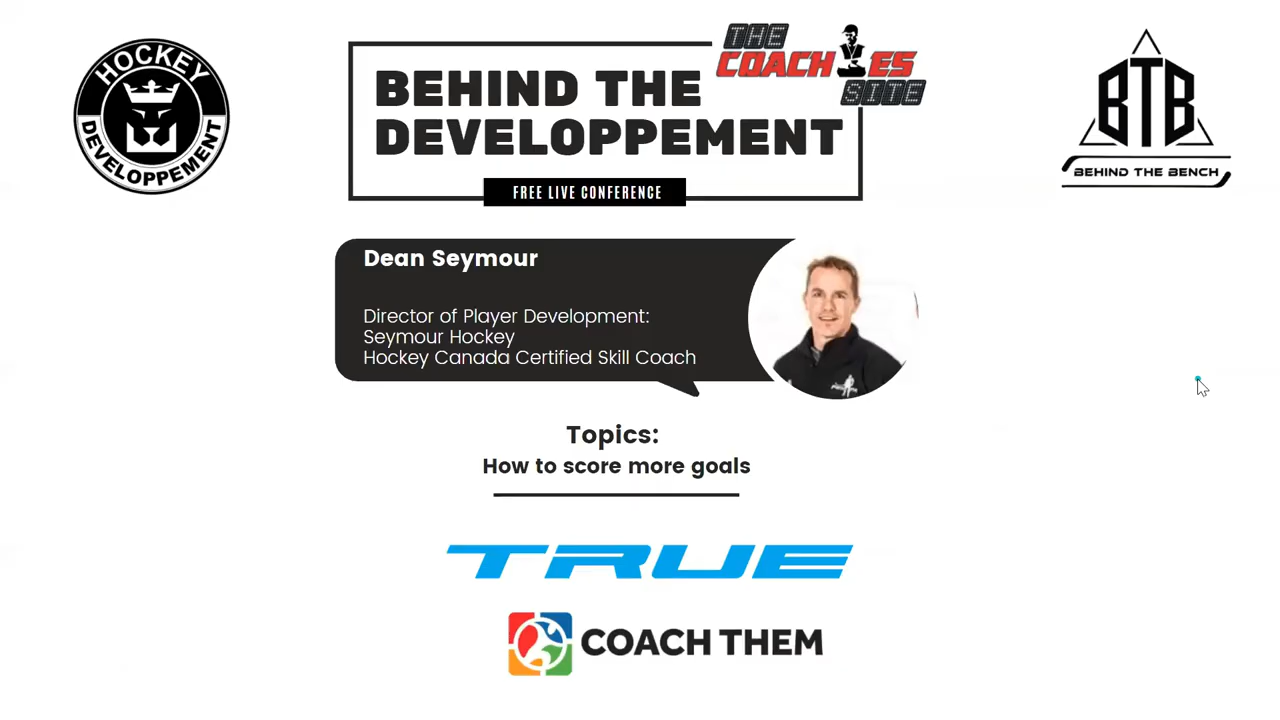 HOCKEY
DEVELOPPEMENT
BEHIND THE
DEVELOPPEMENT
FREE LIVE CONFERENCE
THE
COACHES
SITE
BTB
BEHIND THE BENCH
Dean Seymour
Director of Player Development:
Seymour Hockey
Hockey Canada Certified Skill Coach
Topics:
How to score more goals
TRUE
COACH THEM